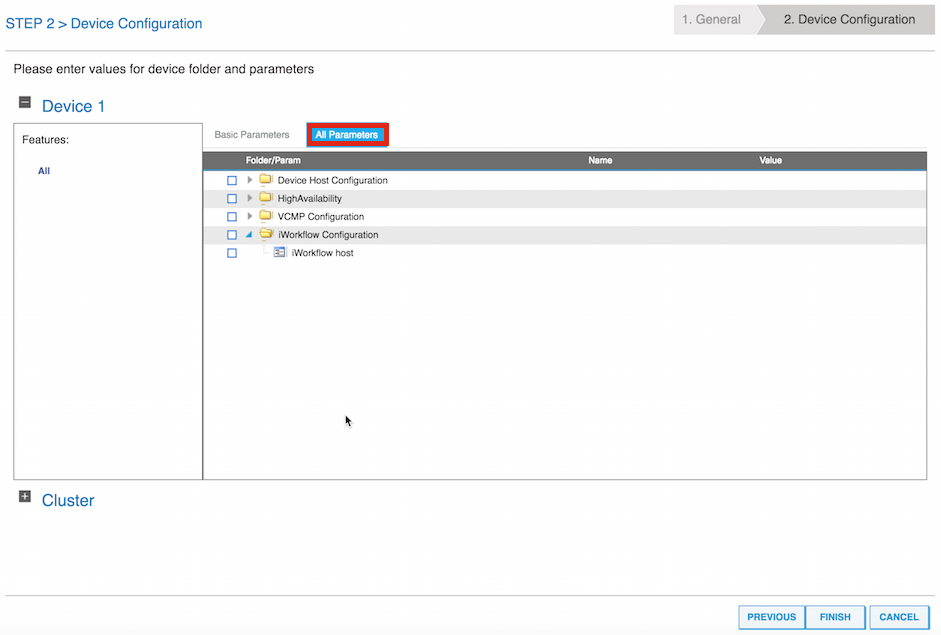 STEP 2 > Device Configuration
1. General
2. Device Configuration
Please enter values for device folder and parameters
Device 1
Features:
All
Basic Parameters
All Parameters
Folder/Param Name Value
Device Host Configuration
HighAvailability
VCMP Configuration
iWorkflow Configuration
iWorkflow host
Cluster
PREVIOUS FINISH CANCEL